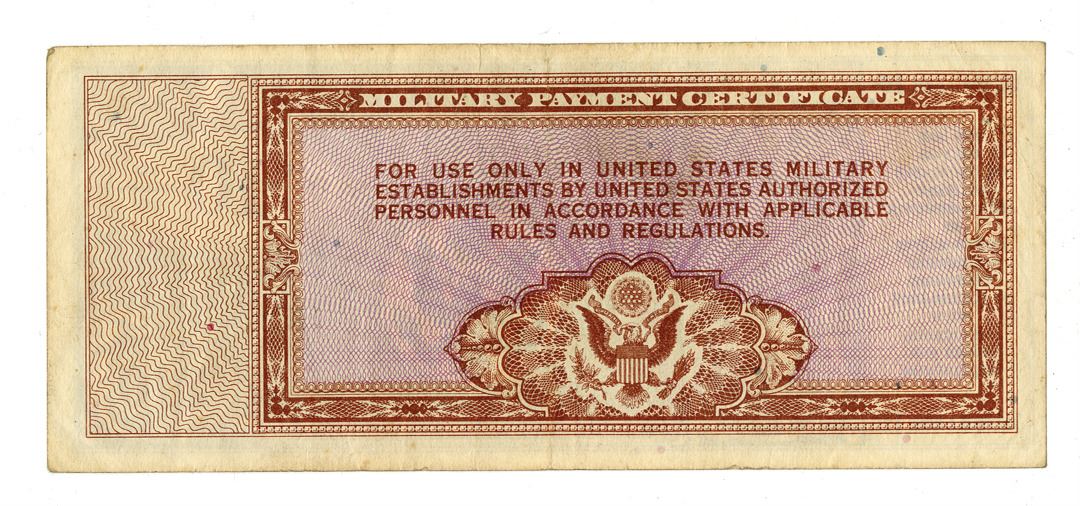 MILITARY PAYMENT CERTIFICATE
FOR USE ONLY IN UNITED STATES MILITARY
ESTABLISHMENTS BY UNITED STATES AUTHORIZED
PERSONNEL IN ACCORDANCE WITH APPLICABLE
RULES AND REGULATIONS.